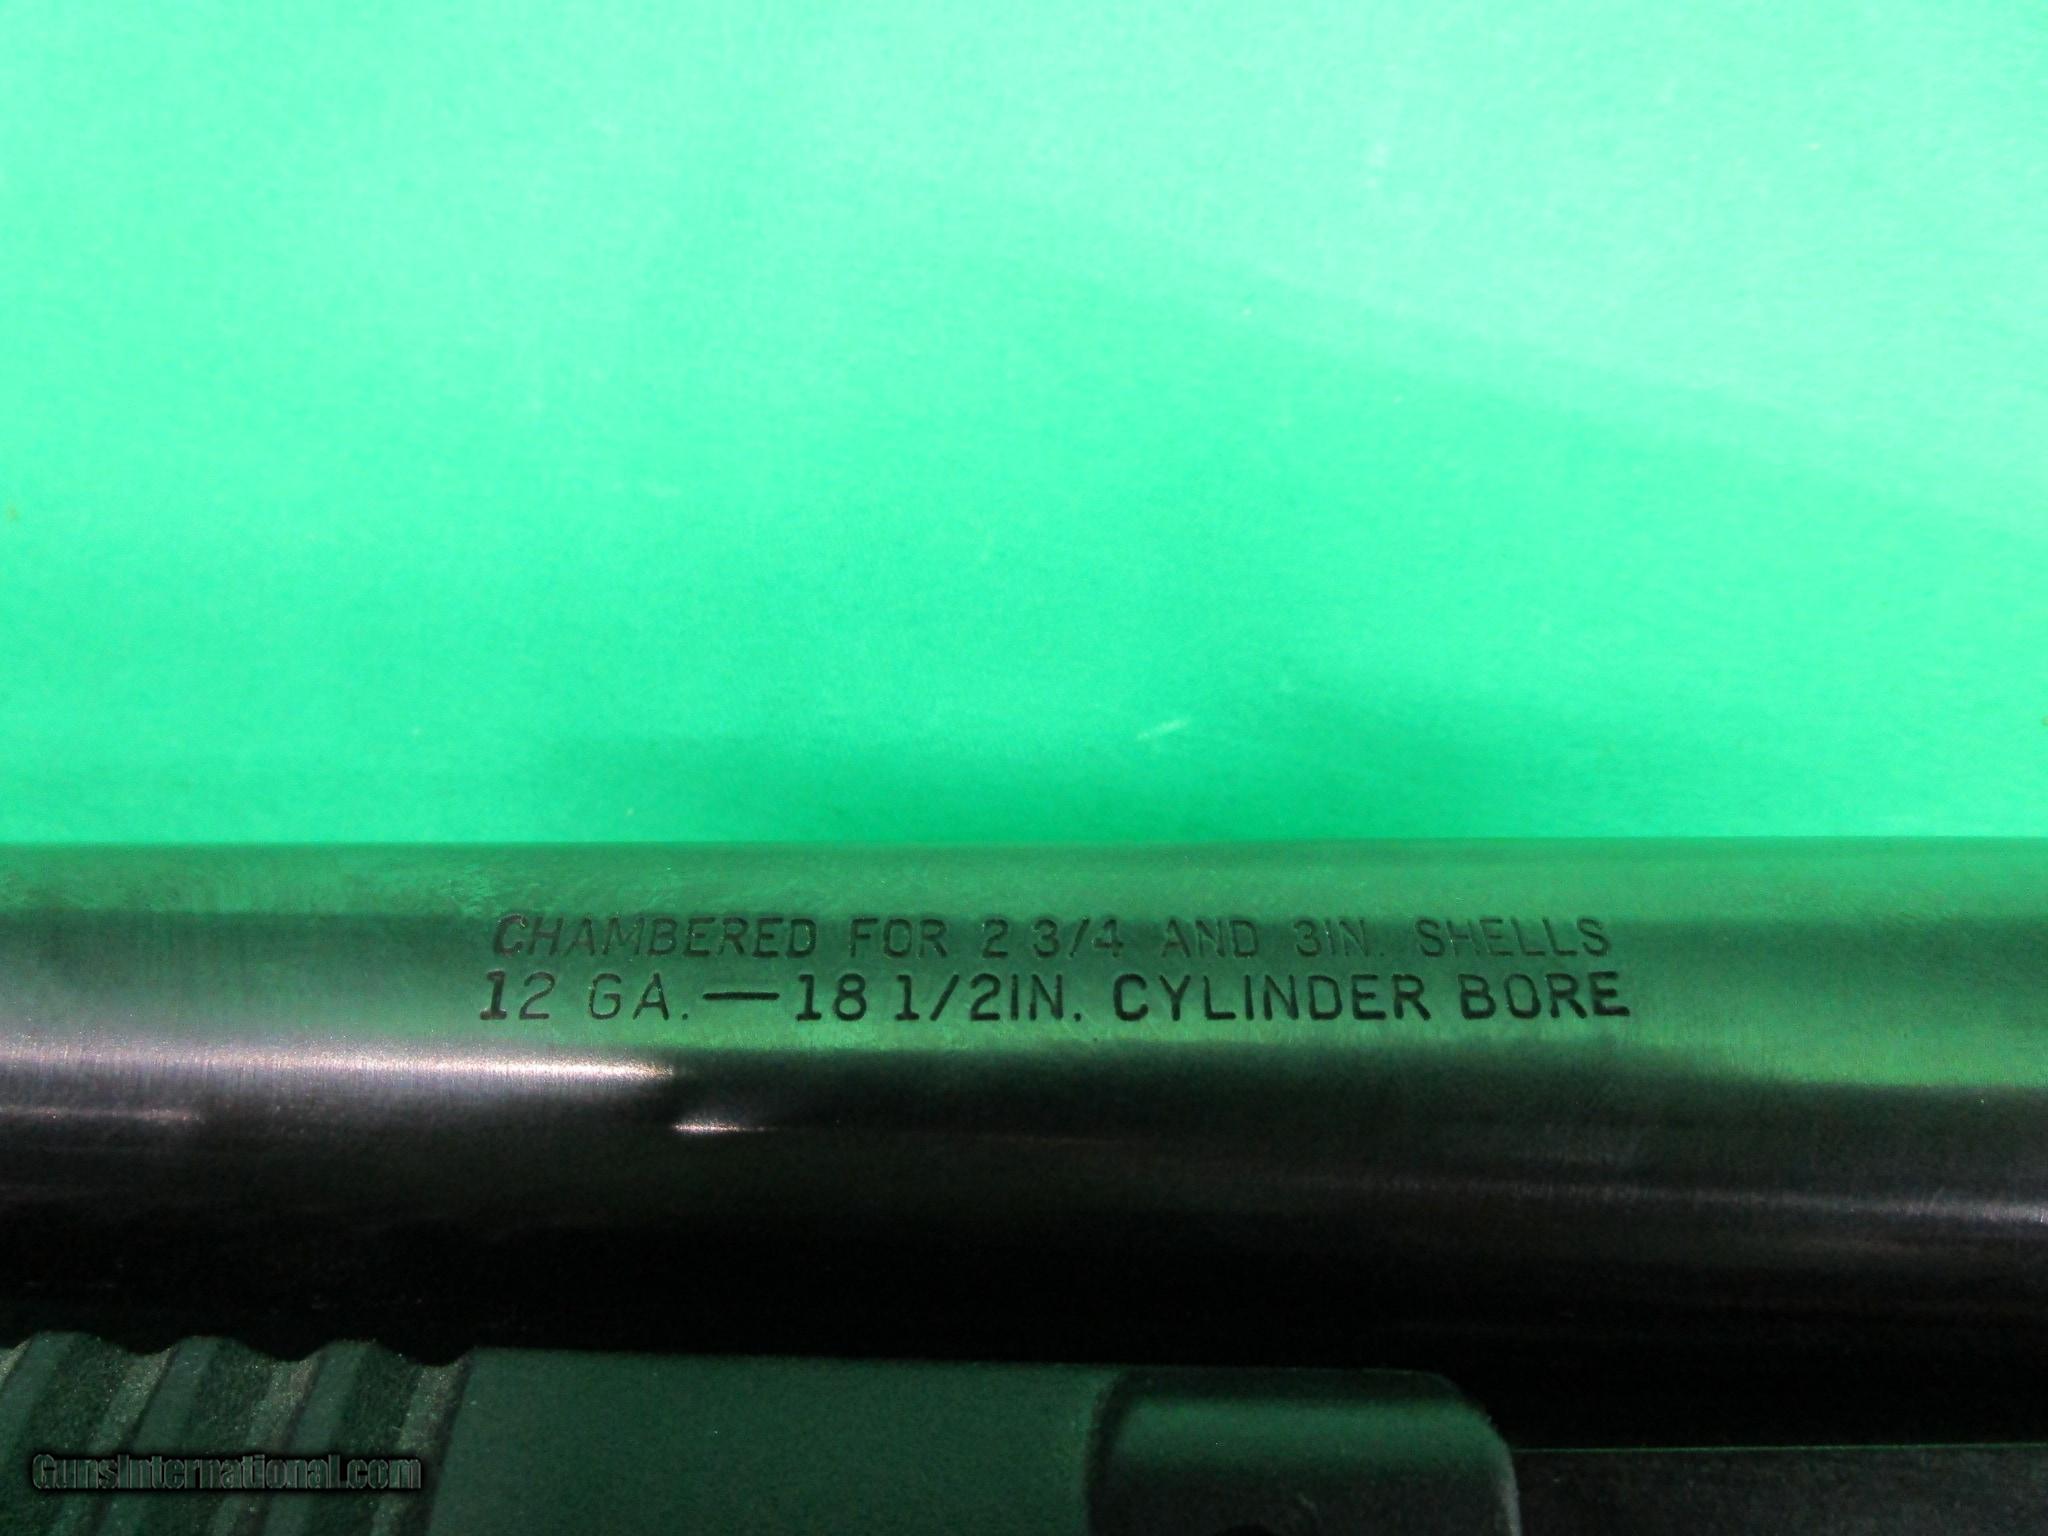 CHAMBERED FOR 2 3/4 AND 3IN. SHELLS
12 GA.—18 1/2IN. CYLINDER BORE
GunsInternational.com